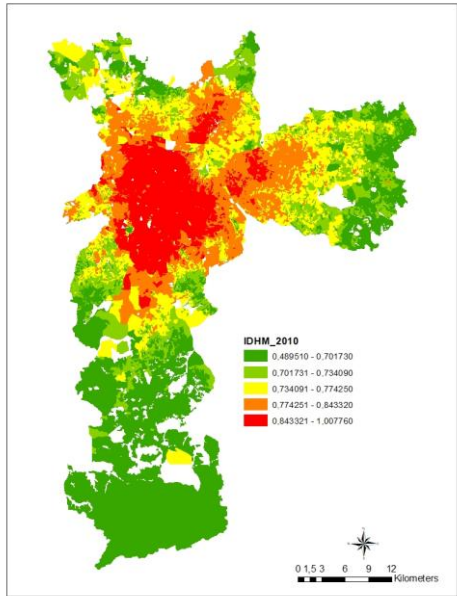 IDHM_2010
0,489510 - 0,701730
0,701731 - 0,734090
0,734091 - 0,774250
0,774251 - 0,843320
0,843321 - 1,007760
0 1,5 3 6 9 12
Kilometers